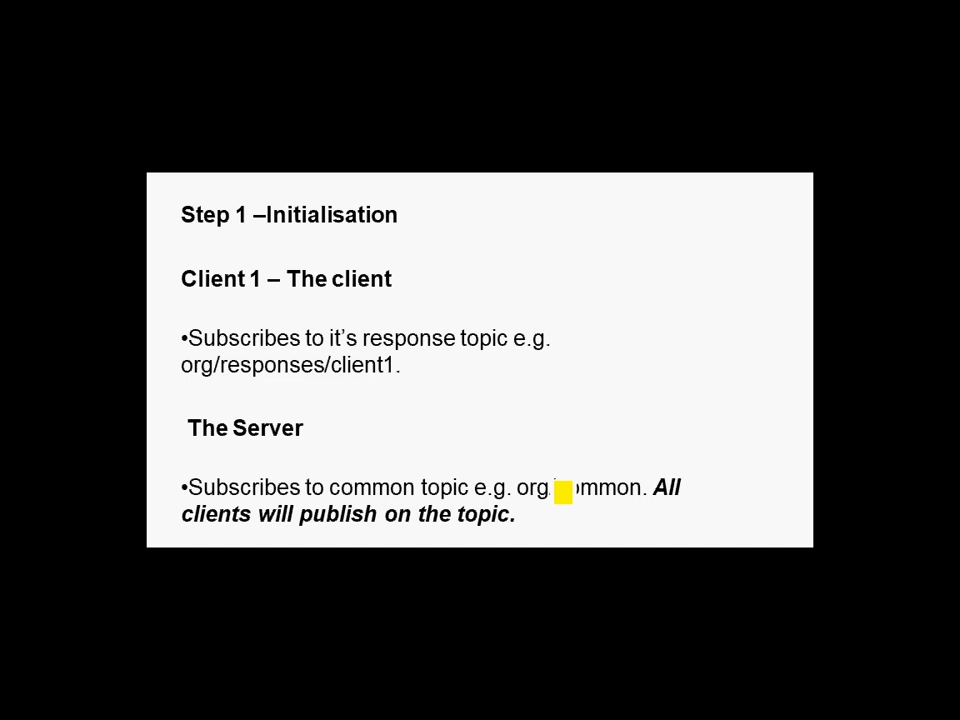 Step 1 –Initialisation
Client 1 – The client
•Subscribes to it’s response topic e.g.
org/responses/client1.
The Server
•Subscribes to common topic e.g. All
clients will publish on the topic.